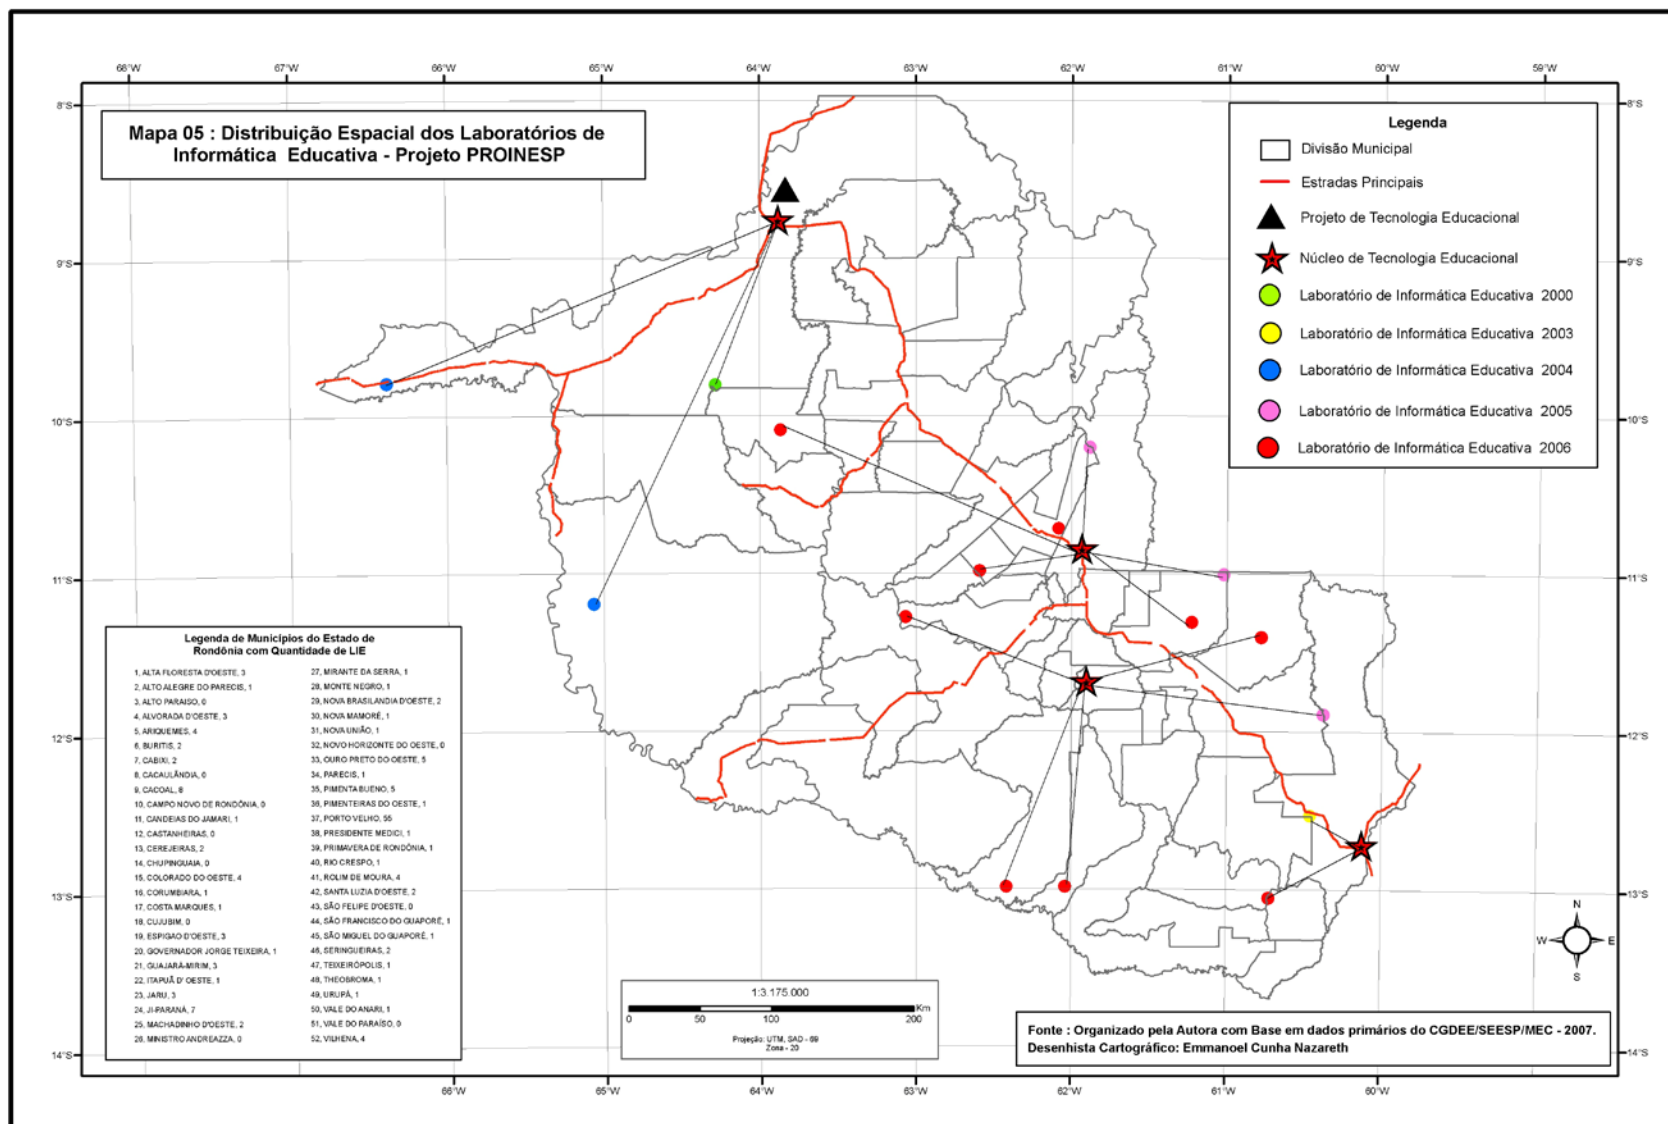 68°W 67°W 66°W 65°W 64°W 63°W 62°W 61°W 60°W 59°W
8°S 8°S
Mapa 05 : Distribuição Espacial dos Laboratórios de
Informática Educativa - Projeto PROINESP
Legenda
Divisão Municipal
Estradas Principais
Projeto de Tecnologia Educacional
Núcleo de Tecnologia Educacional
Laboratório de Informática Educativa 2000
Laboratório de Informática Educativa 2003
Laboratório de Informática Educativa 2004
Laboratório de Informática Educativa 2005
Laboratório de Informática Educativa 2006
9°S 9°S
10°S 10°S
11°S 11°S
12°S 12°S
13°S 13°S
14°S 14°S
Legenda de Municípios do Estado de
Rondônia com Quantidade de LIE
1, ALTA FLORESTA D'OESTE, 3
2, ALTO ALEGRE DO PARECIS, 1
3, ALTO PARAISO, 0
4, ALVORADA D'OESTE, 3
5, ARIQUEMES, 4
6, BURITIS, 2
7, CABIXI, 2
8, CACAULÂNDIA, 0
9, CACOAL, 8
10, CAMPO NOVO DE RONDÔNIA, 0
11, CANDEIAS DO JAMARI, 1
12, CASTANHEIRAS, 0
13, CEREJEIRAS, 2
14, CHUPINGUAIA, 0
15, COLORADO DO OESTE, 4
16, CORUMBIARA, 1
17, COSTA MARQUES, 1
18, CUJUBIM, 0
19, ESPIGAO D'OESTE, 3
20, GOVERNADOR JORGE TEIXEIRA, 1
21, GUAJARÁ-MIRIM, 3
22, ITAPUÃ D' OESTE, 1
23, JARU, 3
24, JI-PARANÁ, 7
25, MACHADINHO D'OESTE, 2
26, MINISTRO ANDREAZZA, 0
27, MIRANTE DA SERRA, 1
28, MONTE NEGRO, 1
29, NOVA BRASILANDIA D'OESTE, 2
30, NOVA MAMORÉ, 1
31, NOVA UNIÃO, 1
32, NOVO HORIZONTE DO OESTE, 0
33, OURO PRETO DO OESTE, 5
34, PARECIS, 1
35, PIMENTA BUENO, 5
36, PIMENTEIRAS DO OESTE, 1
37, PORTO VELHO, 55
38, PRESIDENTE MEDICI, 1
39, PRIMAVERA DE RONDÔNIA, 1
40, RIO CRESPO, 1
41, ROLIM DE MOURA, 4
42, SANTA LUZIA D'OESTE, 2
43, SÃO FELIPE D'OESTE, 0
44, SÃO FRANCISCO DO GUAPORÉ, 1
45, SÃO MIGUEL DO GUAPORÉ, 1
46, SERINGUEIRAS, 2
47, TEIXEIRÓPOLIS, 1
48, THEOBROMA, 1
49, URUPÁ, 1
50, VALE DO ANARI, 1
51, VALE DO PARAÍSO, 0
52, VILHENA, 4
1:3.175.000
Km
0 50 100 200
Projeção: UTM, SAD - 69
Zona - 20
N
W E
S
Fonte : Organizado pela Autora com Base em dados primários do CGDEE/SEESP/MEC - 2007.
Desenhista Cartográfico: Emmanoel Cunha Nazareth
66°W 65°W 64°W 63°W 62°W 61°W 60°W